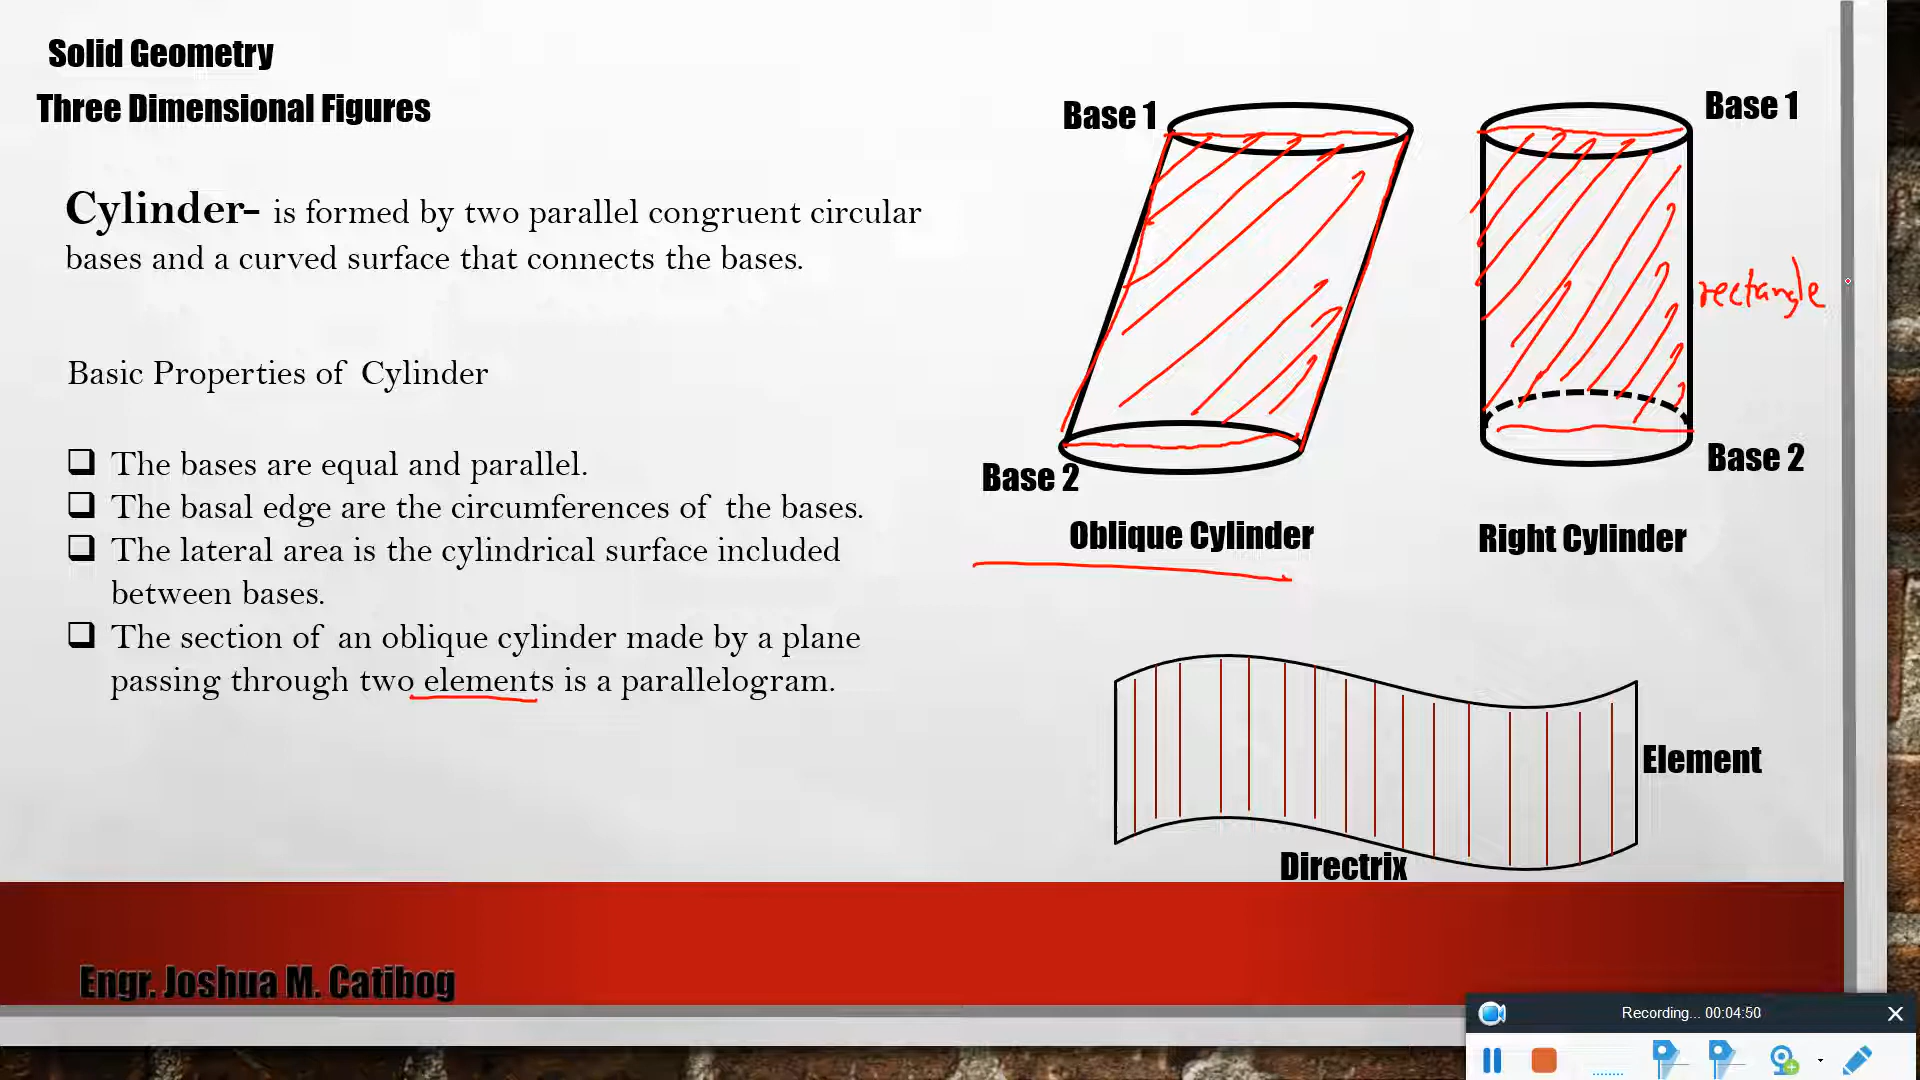 Solid Geometry
Three Dimensional Figures
Cylinder- is formed by two parallel congruent circular
bases and a curved surface that connects the bases.
Basic Properties of Cylinder
The bases are equal and parallel.
The basal edge are the circumferences of the bases.
The lateral area is the cylindrical surface included
between bases.
The section of an oblique cylinder made by a plane
passing through two elements is a parallelogram.
Base 1
Base 2
Oblique Cylinder
Base 1
rectangle
Base 2
Right Cylinder
Element
Directrix
Engr. Joshua M. Catibog
Recording... 00:04:50